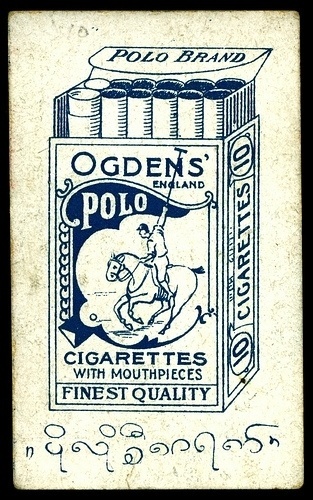 POLO BRAND
OGDENS'
ENGLAND
POLO
CIGARETTES
WITH MOUTHPIECES
FINEST QUALITY
10
CIGARETTES
10